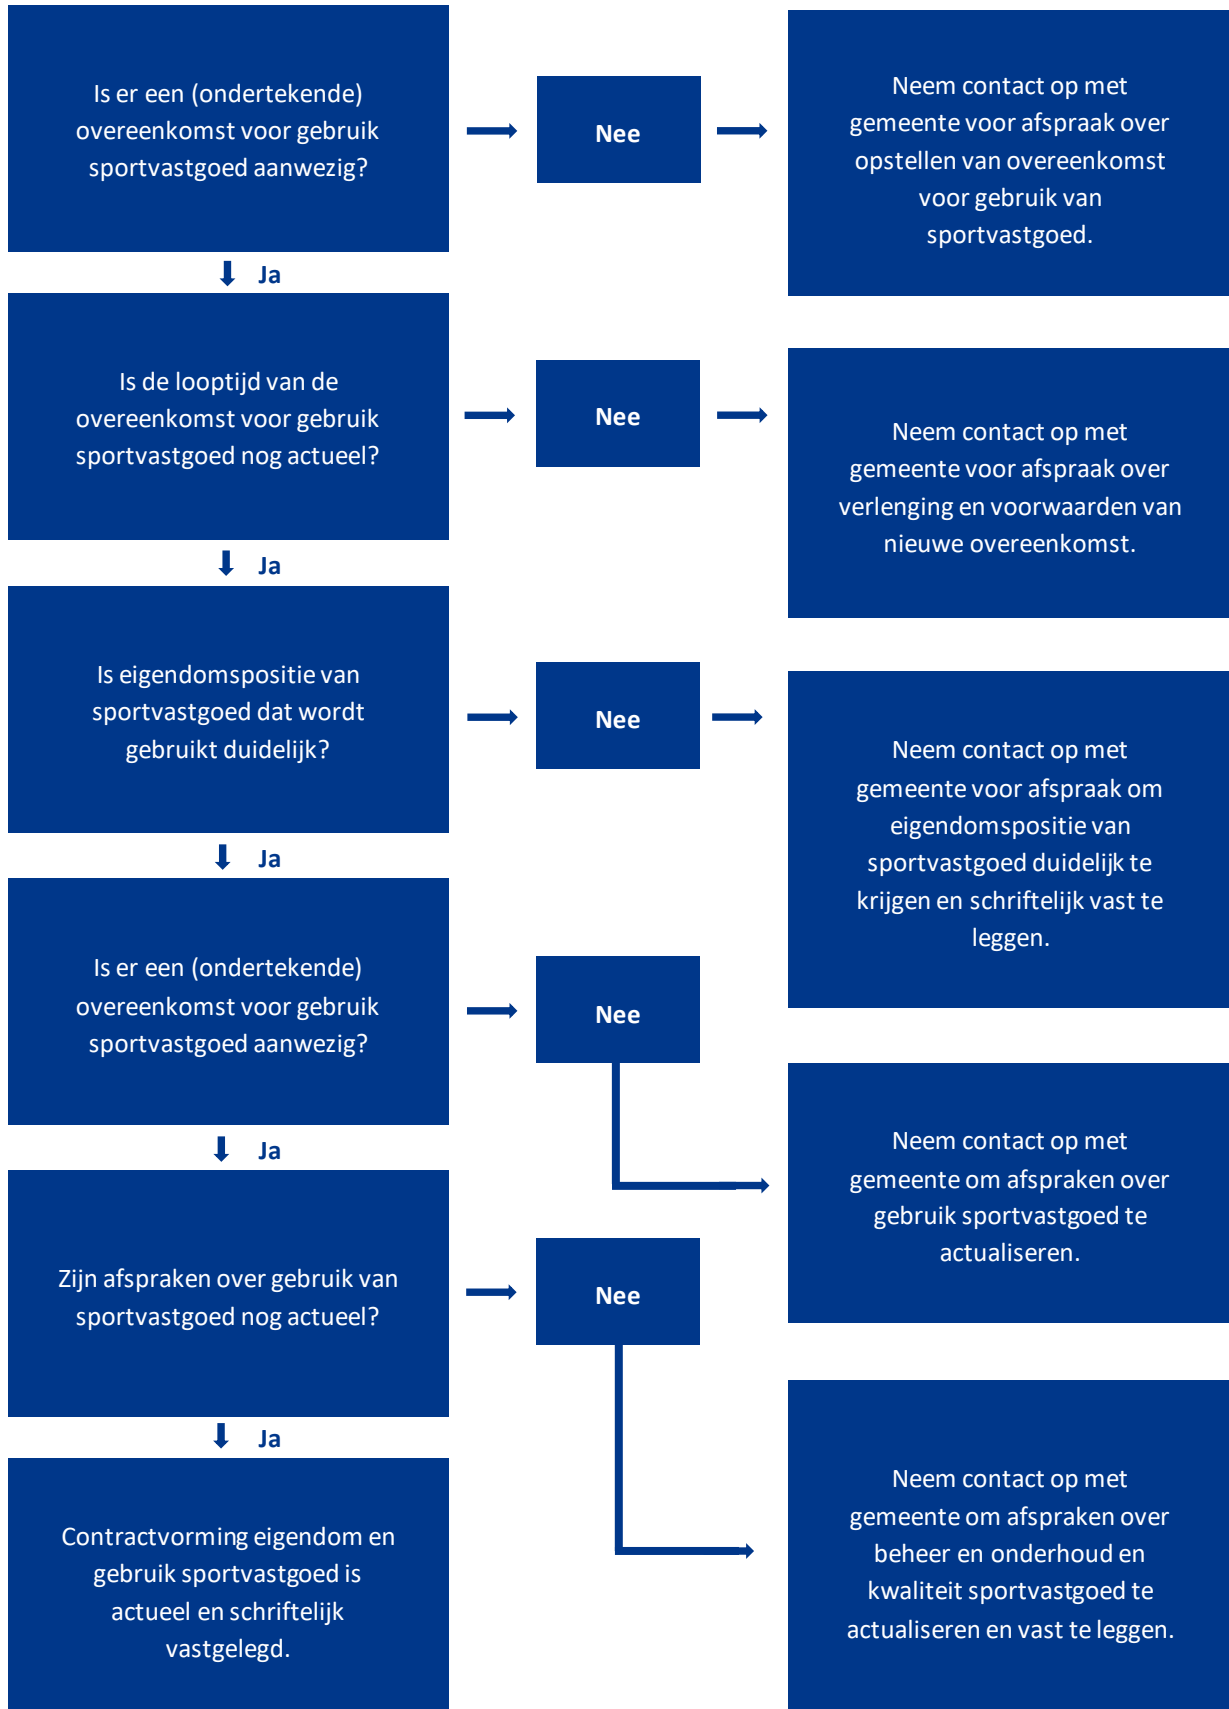 Is er een (ondertekende)
overeenkomst voor gebruik
sportvastgoed aanwezig?
Nee
Neem contact op met
gemeente voor afspraak over
opstellen van overeenkomst
voor gebruik van
sportvastgoed.
Ja
Is de looptijd van de
overeenkomst voor gebruik
sportvastgoed nog actueel?
Nee
Neem contact op met
gemeente voor afspraak over
verlenging en voorwaarden van
nieuwe overeenkomst.
Ja
Is eigendomspositie van
sportvastgoed dat wordt
gebruikt duidelijk?
Nee
Neem contact op met
gemeente voor afspraak om
eigendomspositie van
sportvastgoed duidelijk te
krijgen en schriftelijk vast te
leggen.
Ja
Is er een (ondertekende)
overeenkomst voor gebruik
sportvastgoed aanwezig?
Nee
Neem contact op met
gemeente om afspraken over
gebruik sportvastgoed te
actualiseren.
Ja
Zijn afspraken over gebruik van
sportvastgoed nog actueel?
Nee
Neem contact op met
gemeente om afspraken over
beheer en onderhoud en
kwaliteit sportvastgoed te
actualiseren en vast te leggen.
Ja
Contractvorming eigendom en
gebruik sportvastgoed is
actueel en schriftelijk
vastgelegd.